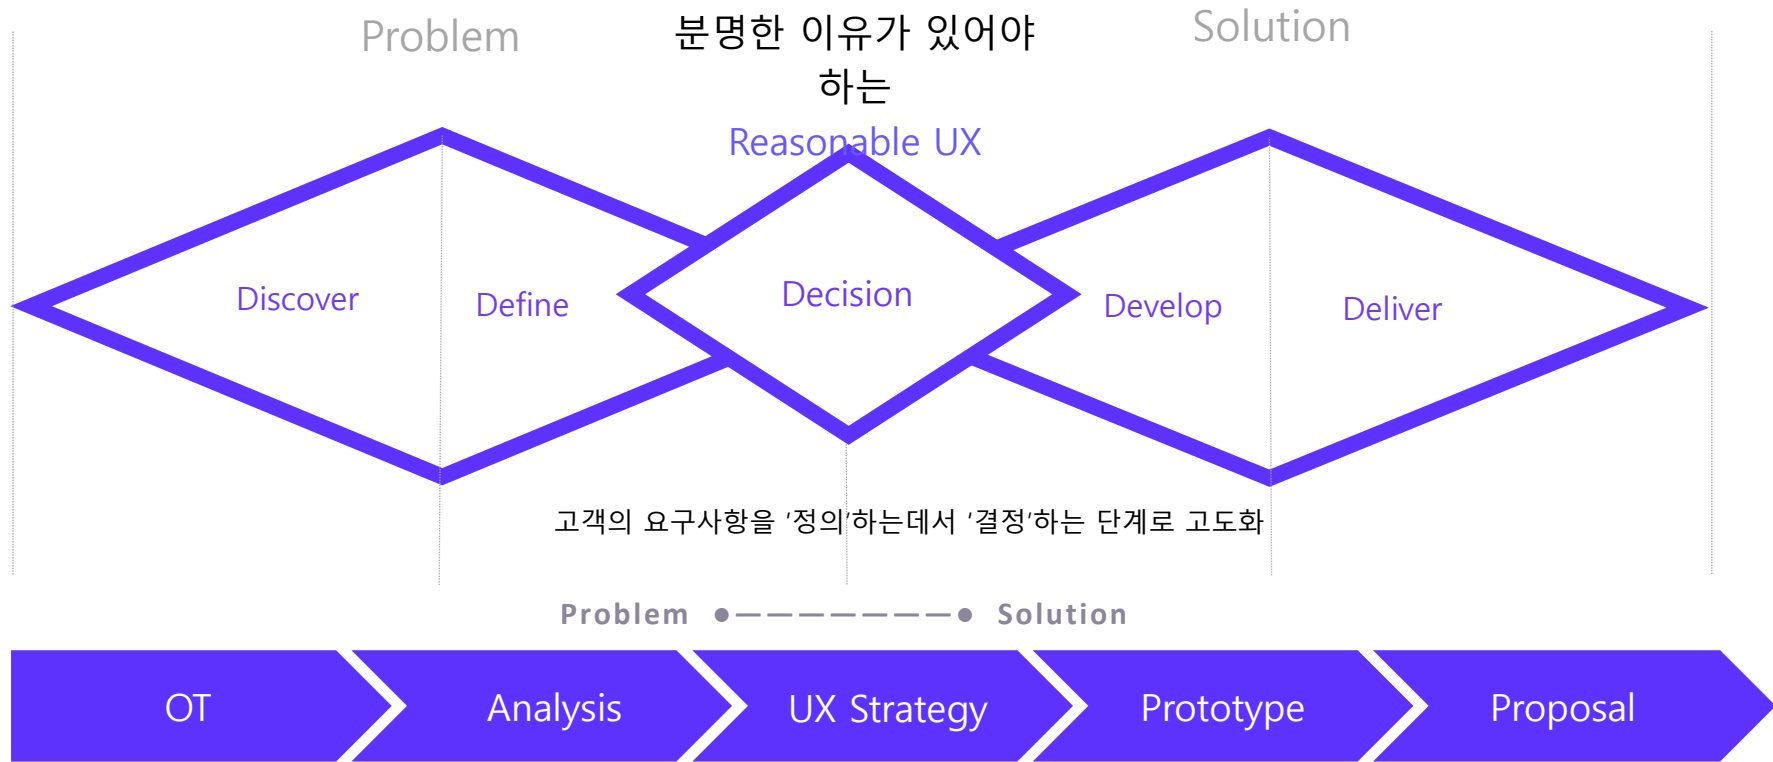 Problem
분명한 이유가 있어야
하는
Reasonable UX
Solution
Discover
Define
Decision
Develop
Deliver
고객의 요구사항을 ‘정의’하는데서 ‘결정’하는 단계로 고도화
Problem
Solution
OT
Analysis
UX Strategy
Prototype
Proposal